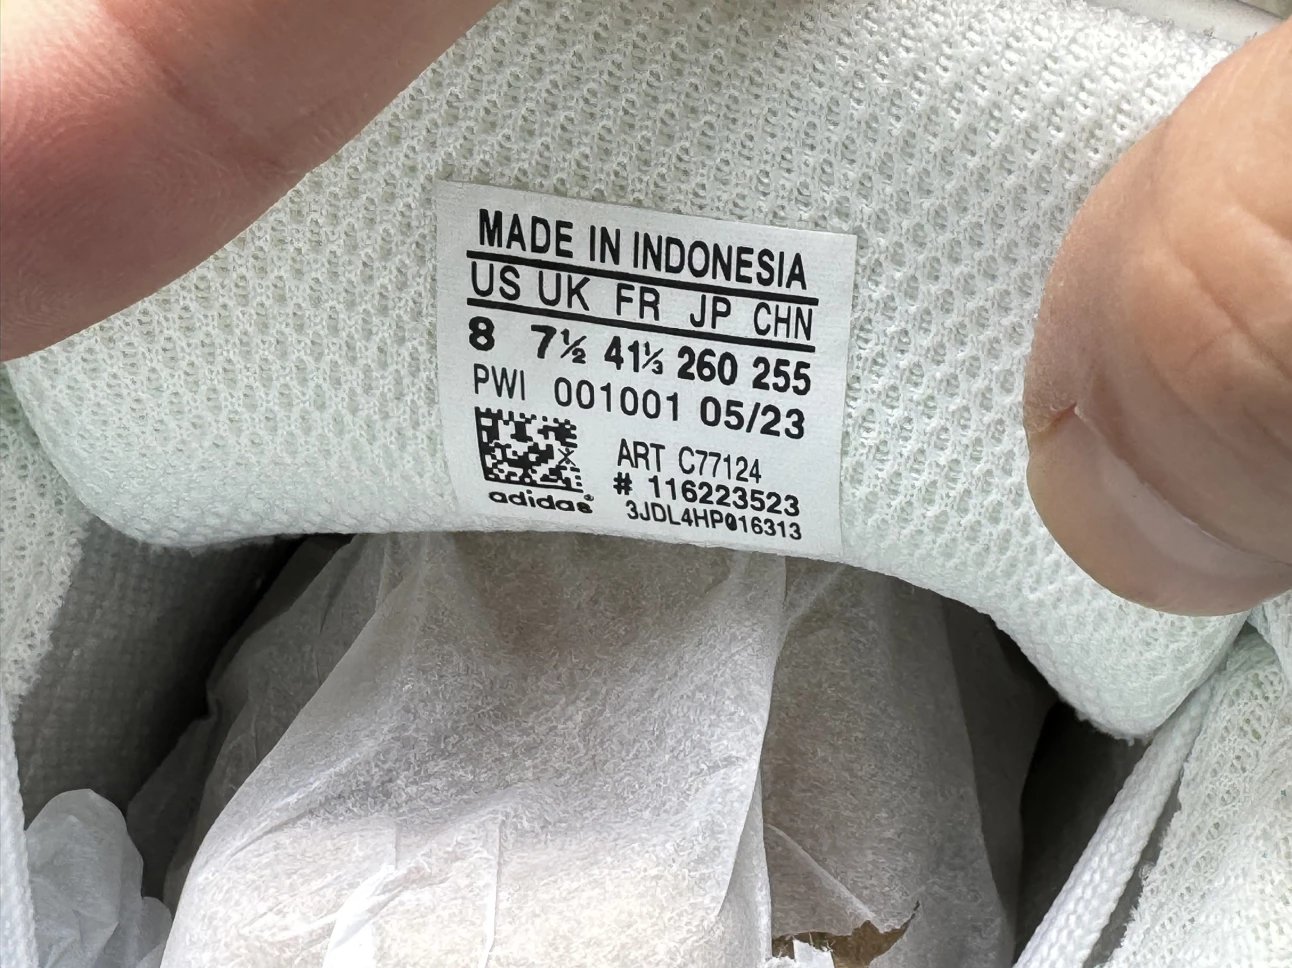 MADE IN INDONESIA
US UK FR JP CHN
8 7½ 41⅓ 260 255
PWI 001001 05/23
ART C77124
# 116223523
adidas
3JDL4HP016313